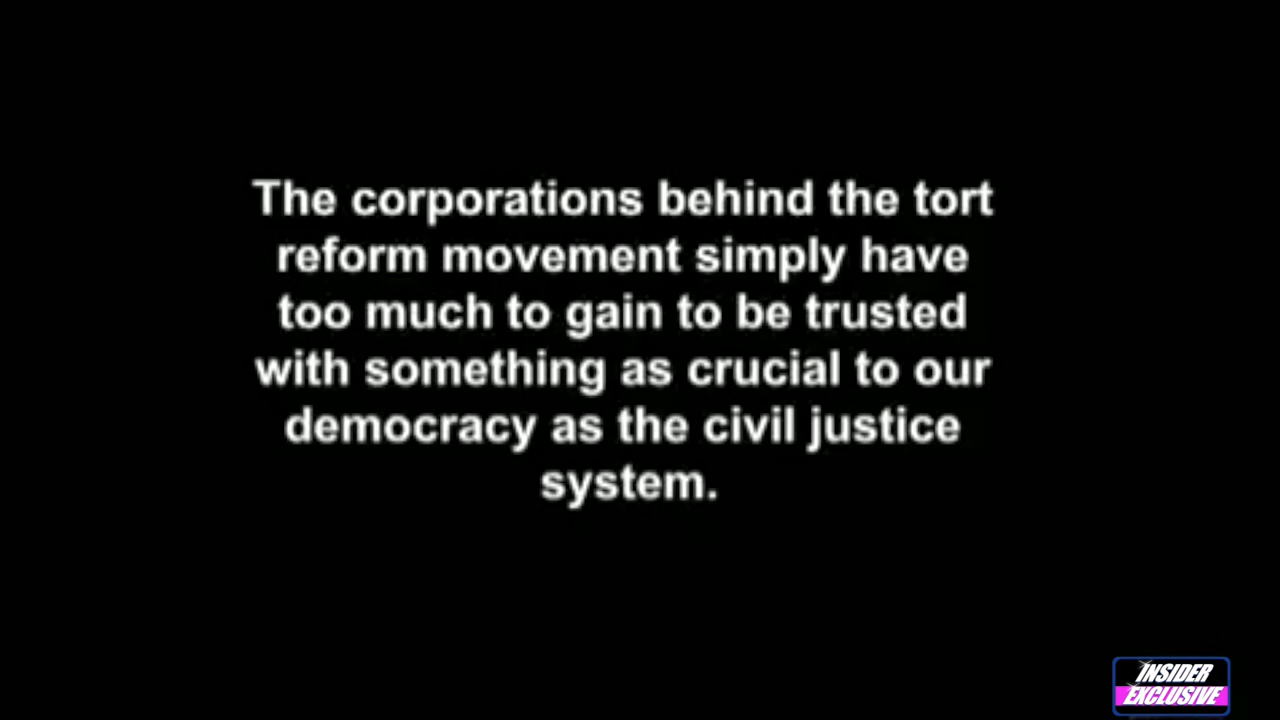 The corporations behind the tort
reform movement simply have
too much to gain to be trusted
with something as crucial to our
democracy as the civil justice
system.
INSIDER
EXCLUSIVE